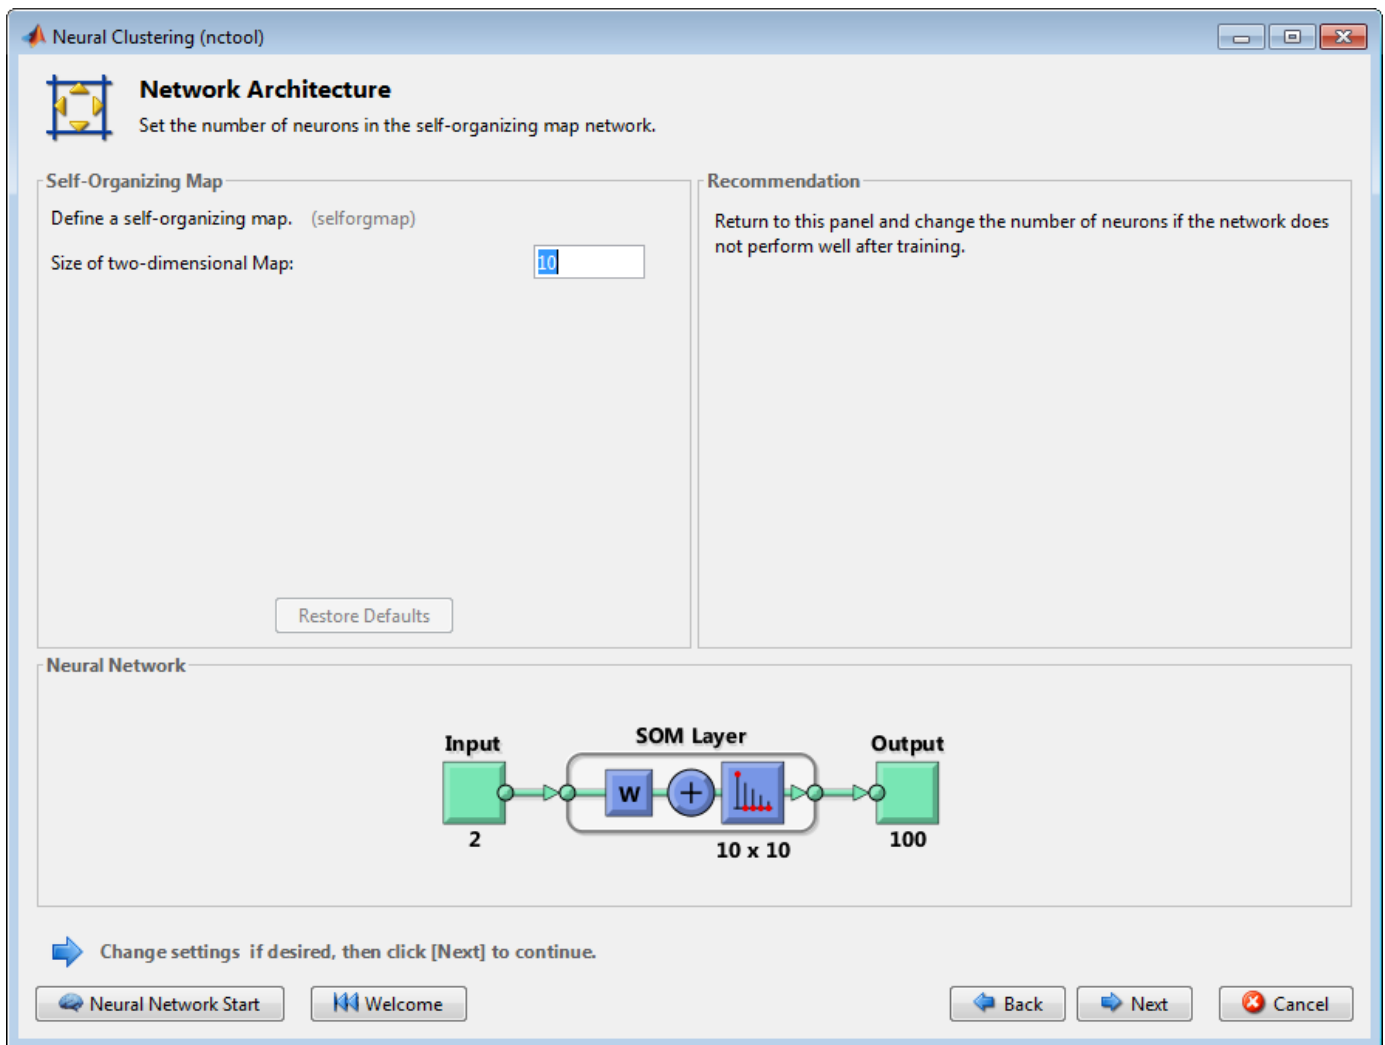 Neural Clustering (nctool)
Network Architecture
Set the number of neurons in the self-organizing map network.
Self-Organizing Map
Define a self-organizing map. (selforgmap)
Size of two-dimensional Map: 10
Restore Defaults
Recommendation
Return to this panel and change the number of neurons if the network does
not perform well after training.
Neural Network
Input
SOM Layer
Output
W
+
2
10 x 10
100
Change settings if desired, then click [Next] to continue.
Neural Network Start
Welcome
Back
Next
Cancel